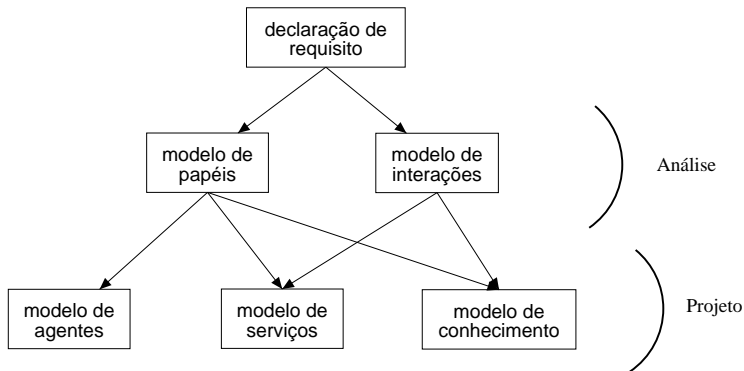 declaração de
requisito
modelo de
papéis
modelo de
interações
Análise
modelo de
agentes
modelo de
serviços
modelo de
conhecimento
Projeto